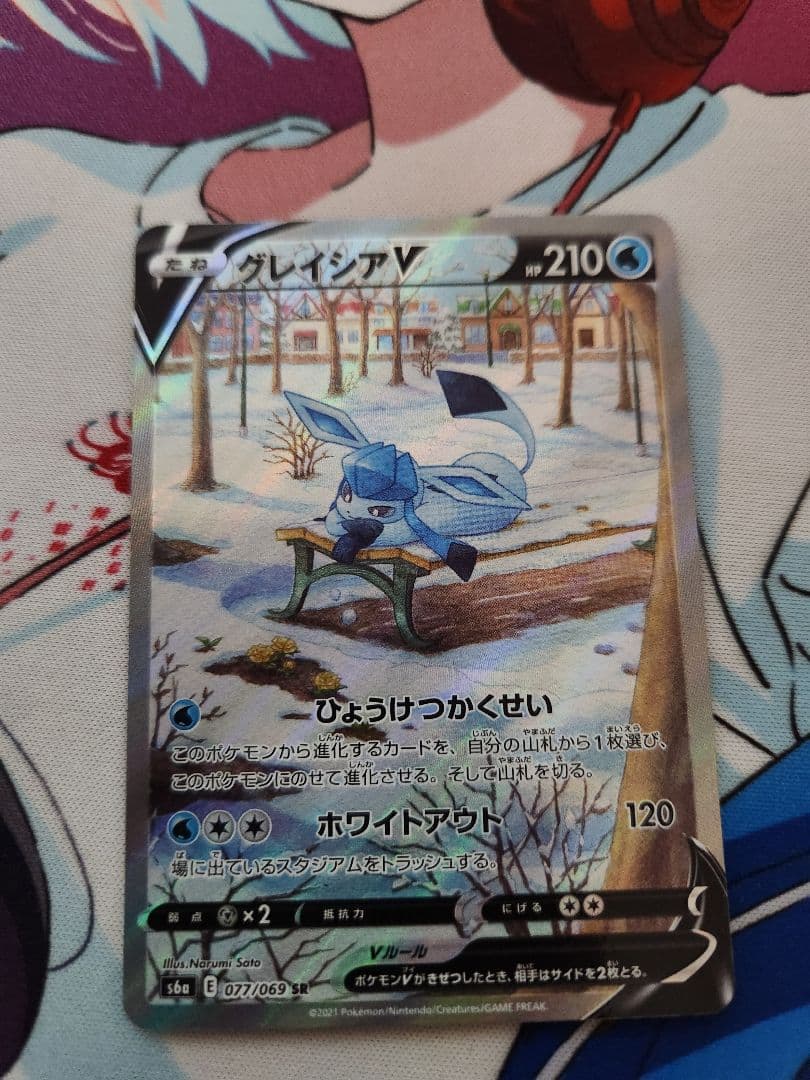 たね グレイシアV HP210
ひょうけつかくせい
このポケモンから進化するカードを、自分の山札から1枚選び、
このポケモンにのせて進化させる。そして山札を切る。
ホワイトアウト 120
場に出ているスタジアムをトラッシュする。
弱点 ×2 抵抗力 にげる
Vルール
ポケモンVがきぜつしたとき、相手はサイドを2枚とる。
Illus.Narumi Sato
s6a E 077/069 SR
©2021 Pokémon/Nintendo/Creatures/GAME FREAK.